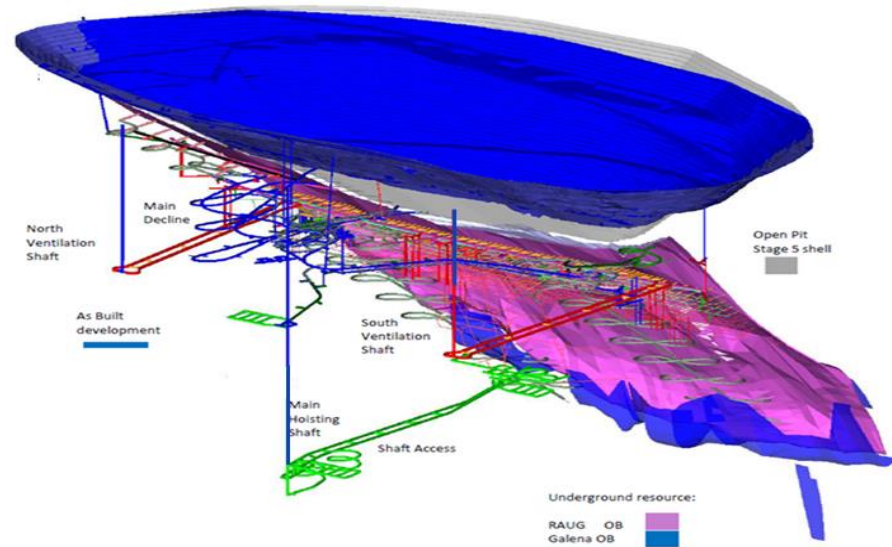 Main
Decline
North
Ventilation
Shaft
Open Pit
Stage 5 shell
As Built
development
South
Ventilation
Shaft
Main
Hoisting
Shaft
Shaft Access
Underground resource:
RAUG OB
Galena OB